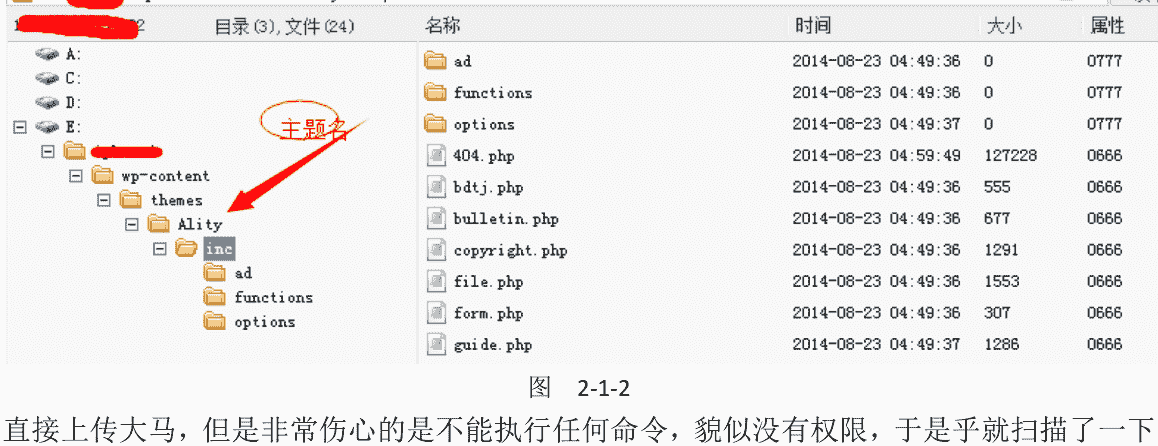 2 目录(3),文件(24) 名称 时间 大小 属性
A:
C:
D:
E:
wp-content
themes
Ality
inc
ad
functions
options
主题名
ad 2014-08-23 04:49:36 0 0777
functions 2014-08-23 04:49:36 0 0777
options 2014-08-23 04:49:37 0 0777
404.php 2014-08-23 04:59:49 127228 0666
bdtj.php 2014-08-23 04:49:36 555 0666
bulletin.php 2014-08-23 04:49:36 677 0666
copyright.php 2014-08-23 04:49:36 1291 0666
file.php 2014-08-23 04:49:36 1553 0666
form.php 2014-08-23 04:49:36 307 0666
guide.php 2014-08-23 04:49:37 1286 0666
图 2-1-2
直接上传大马，但是非常伤心的是不能执行任何命令，貌似没有权限，于是乎就扫描了一下